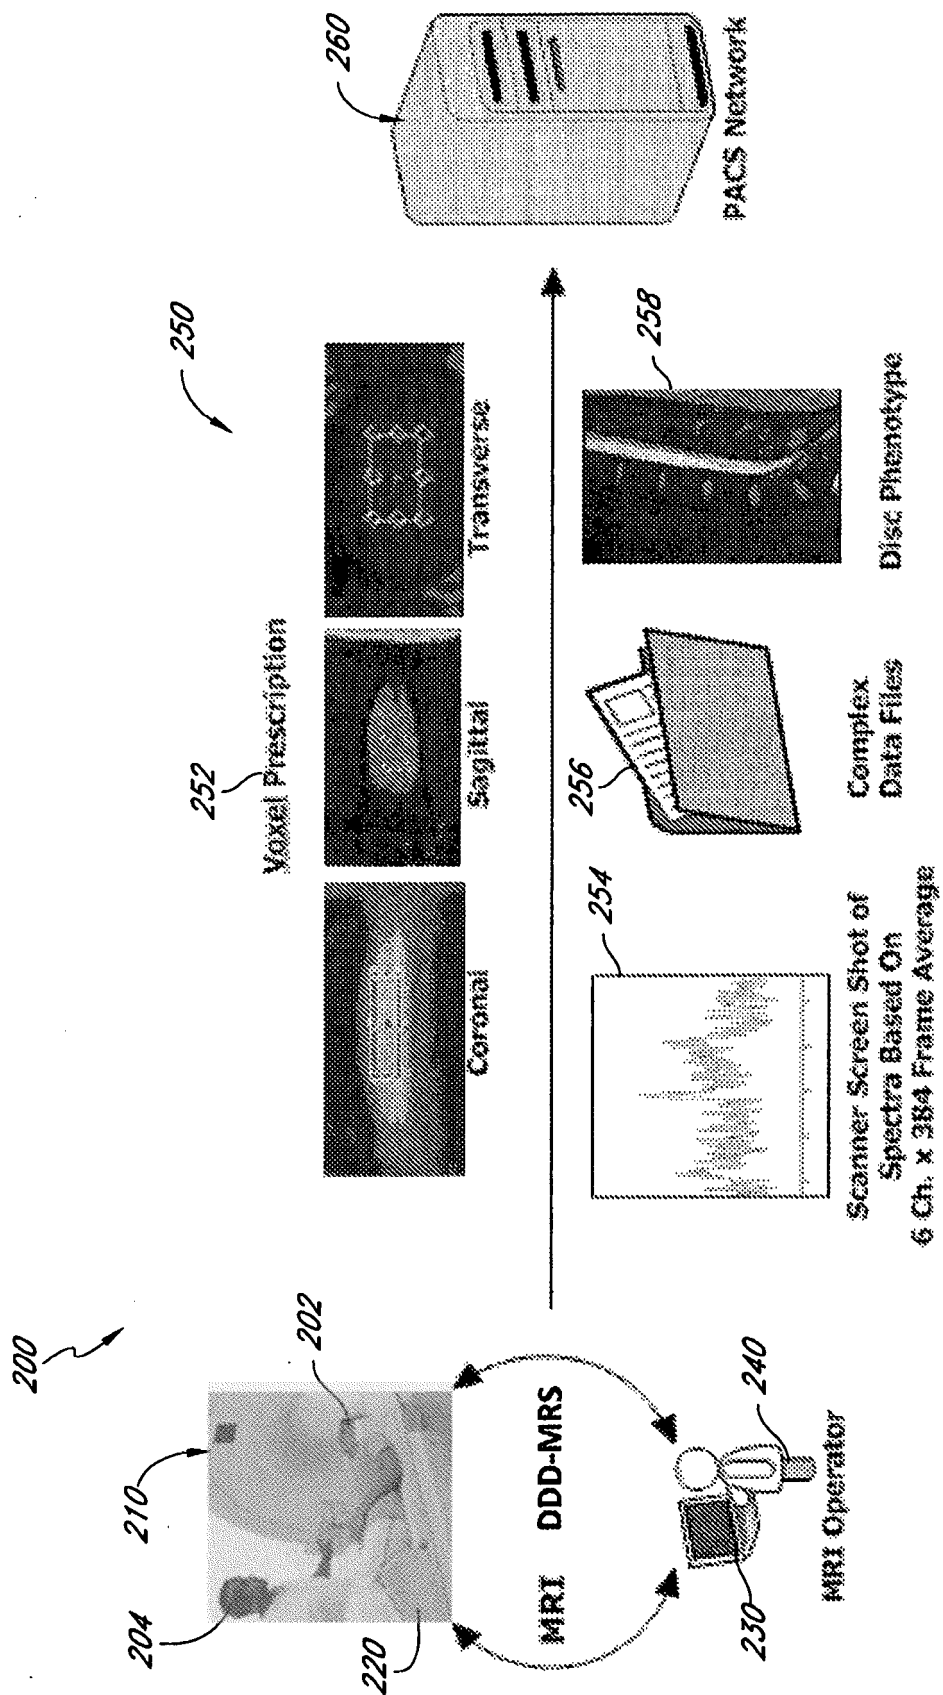 200
210
204
202
220
MRI
DDD-MRS
230
240
MRI Operator
250
252
Voxel Prescription
Coronal
Sagittal
Transverse
254
Scanner Screen Shot of
Spectra Based On
6 Ch. x 384 Frame Average
256
Complex
Data Files
258
Disc Phenotype
260
PACS Network